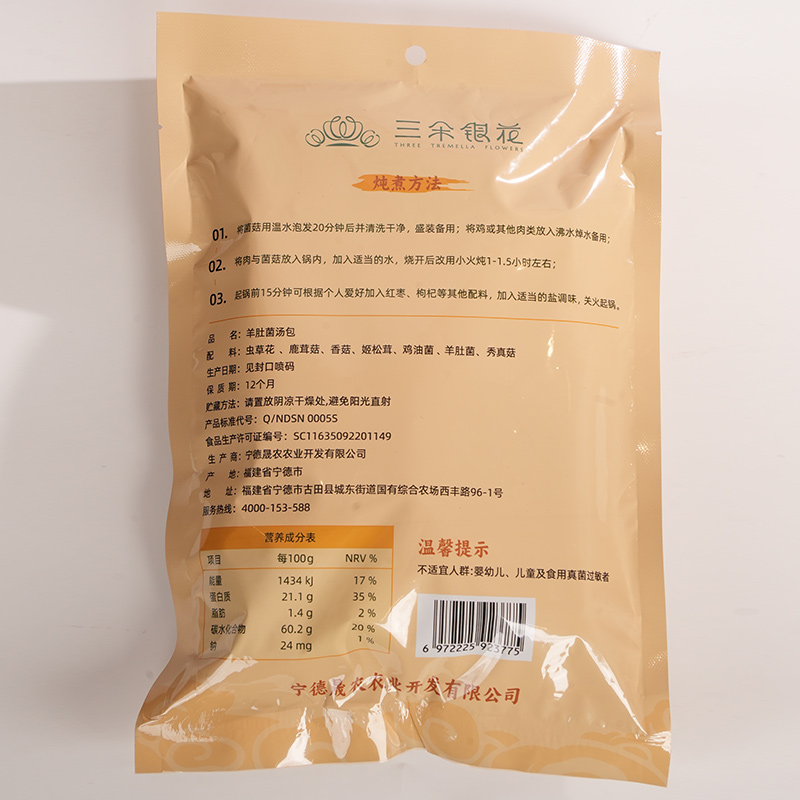 三朵银花
THREE TREMELLA FLOWERS
炖煮方法
01. 将菌菇用温水泡发20分钟后并清洗干净，盛装备用；将鸡或其他肉类放入沸水焯水备用；
02. 将肉与菌菇放入锅内，加入适当的水，烧开后改用小火炖1-1.5小时左右；
03. 起锅前15分钟可根据个人爱好加入红枣、枸杞等其他配料，加入适当的盐调味，关火起锅。
品 名：羊肚菌汤包
配 料：虫草花、鹿茸菇、香菇、姬松茸、鸡油菌、羊肚菌、秀真菇
生产日期：见封口喷码
保 质 期：12个月
贮藏方法：请置放阴凉干燥处,避免阳光直射
产品标准代号：Q/NDSN 0005S
食品生产许可证编号：SC11635092201149
生 产 商：宁德晟农农业开发有限公司
产 地：福建省宁德市
地 址：福建省宁德市古田县城东街道国有综合农场西丰路96-1号
服务热线：4000-153-588
营养成分表
项目 每100g NRV %
能量 1434 kJ 17 %
蛋白质 21.1 g 35 %
脂肪 1.4 g 2 %
碳水化合物 60.2 g 20 %
钠 24 mg 1 %
温馨提示
不适宜人群:婴幼儿、儿童及食用真菌过敏者
6 972225 923775
宁德晟农农业开发有限公司